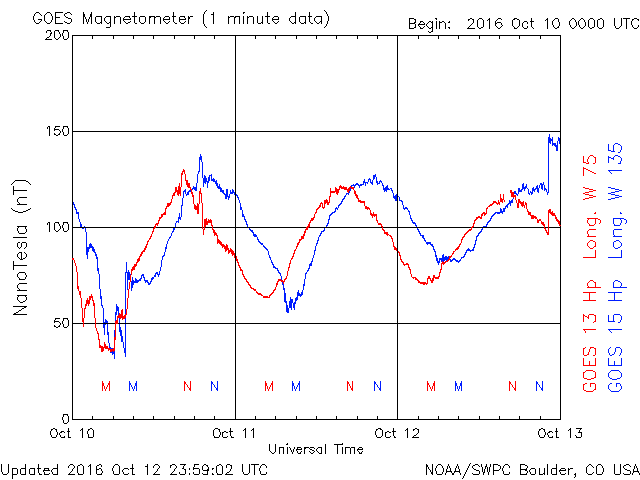 GOES Magnetometer (1 minute data)
Begin: 2016 Oct 10 0000 UTC
200
150
100
50
0
NanoTesla (nT)
M M N N M M N N M M N N
Oct 10 Oct 11 Oct 12 Oct 13
Universal Time
GOES 13 Hp Long. W 75
GOES 15 Hp Long. W 135
Updated 2016 Oct 12 23:59:02 UTC
NOAA/SWPC Boulder, CO USA